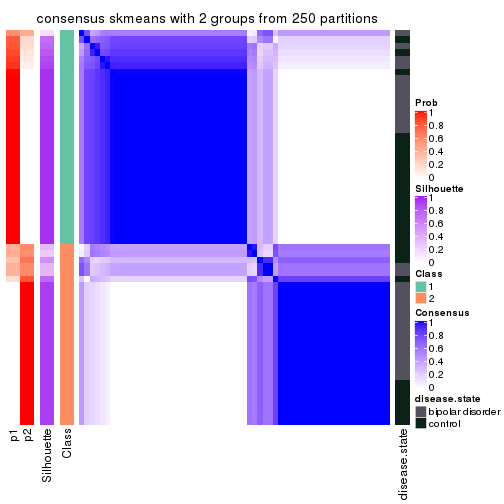 consensus skmeans with 2 groups from 250 partitions
Prob
1
0.8
0.6
0.4
0.2
0
Silhouette
1
0.8
0.6
0.4
0.2
0
Class
1
2
Consensus
1
0.8
0.6
0.4
0.2
0
disease.state
bipolar disorder
control
p1
p2
Silhouette
Class
disease.state